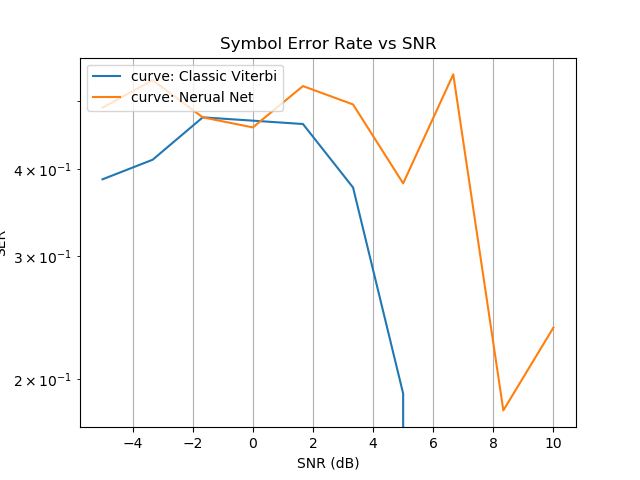 Symbol Error Rate vs SNR
curve: Classic Viterbi
curve: Nerual Net
4 × 10⁻¹
3 × 10⁻¹
2 × 10⁻¹
SER
−4 −2 0 2 4 6 8 10
SNR (dB)